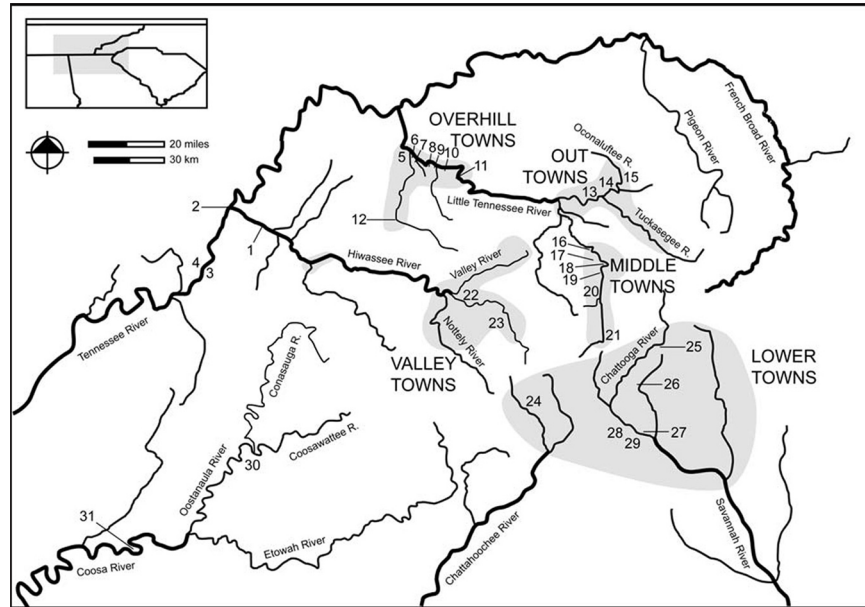 20 miles
30 km
OVERHILL
TOWNS
OUT
TOWNS
MIDDLE
TOWNS
VALLEY
TOWNS
LOWER
TOWNS
Oconaluftee R.
Pigeon River
French Broad River
Little Tennessee River
Tuckasegee R.
Hiwassee River
Valley River
Nottely River
Chattooga River
Tennessee River
Conasauga R.
Coosawattee R.
Oostanaula River
Etowah River
Coosa River
Chattahoochee River
Savannah River
1
2
3
4
5
6
7
8
9
10
11
12
13
14
15
16
17
18
19
20
21
22
23
24
25
26
27
28
29
30
31